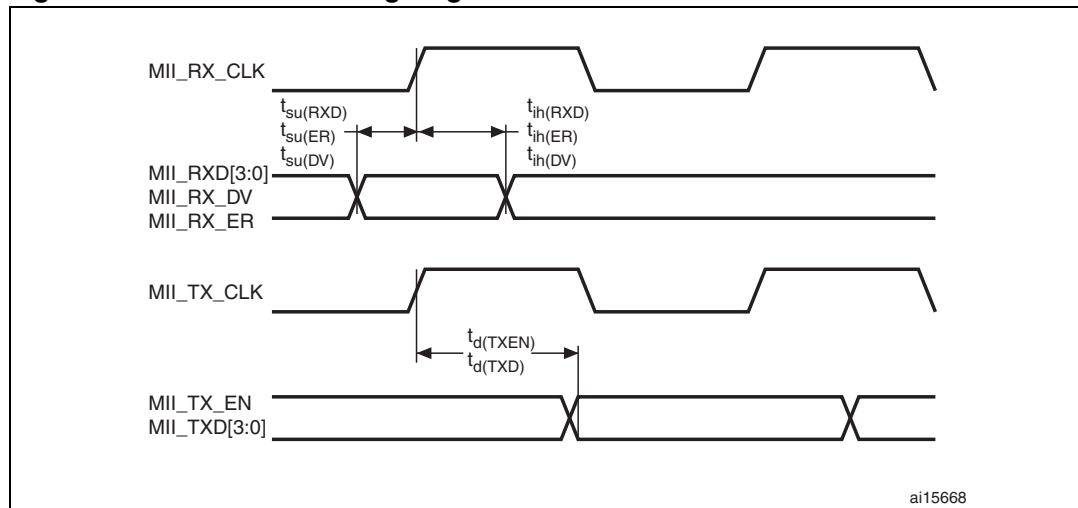 MII_RX_CLK
tsu(RXD)
tsu(ER)
tsu(DV)
tih(RXD)
tih(ER)
tih(DV)
MII_RXD[3:0]
MII_RX_DV
MII_RX_ER
MII_TX_CLK
td(TXEN)
td(TXD)
MII_TX_EN
MII_TXD[3:0]
ai15668